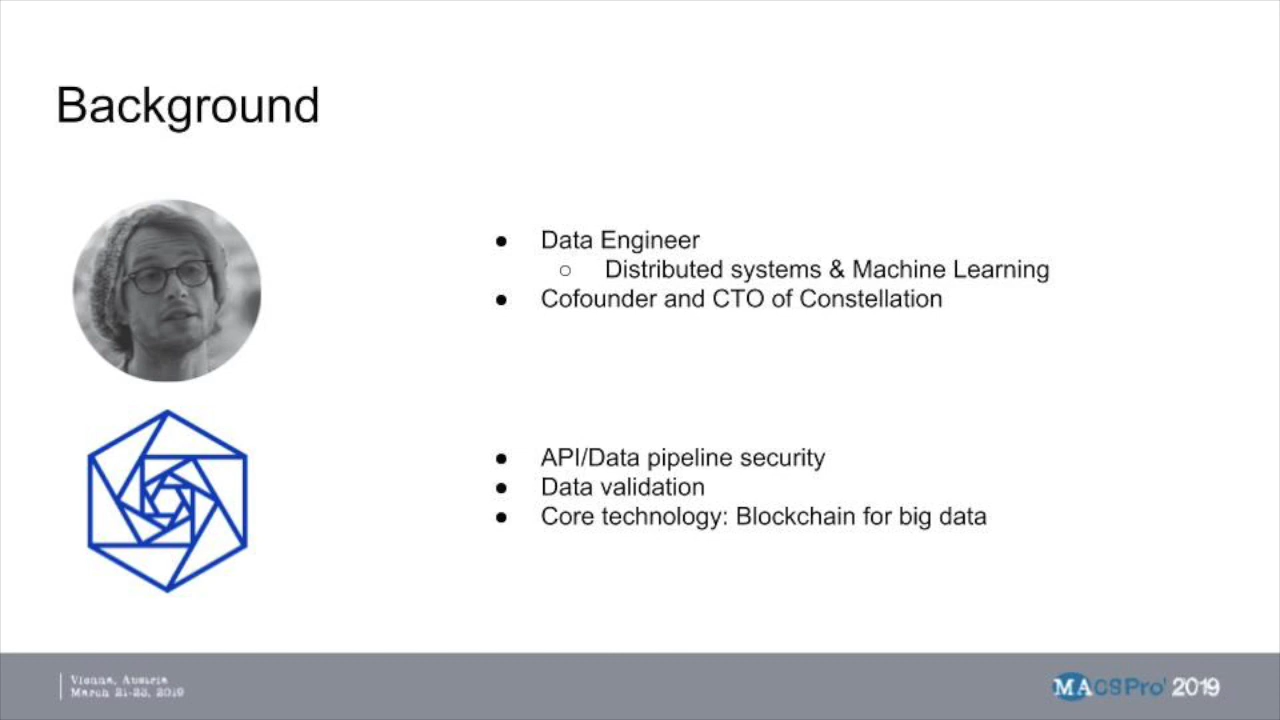 Background
● Data Engineer
○ Distributed systems & Machine Learning
● Cofounder and CTO of Constellation
● API/Data pipeline security
● Data validation
● Core technology: Blockchain for big data
Vienna, Austria
March 21-23, 2019
MACSPro' 2019